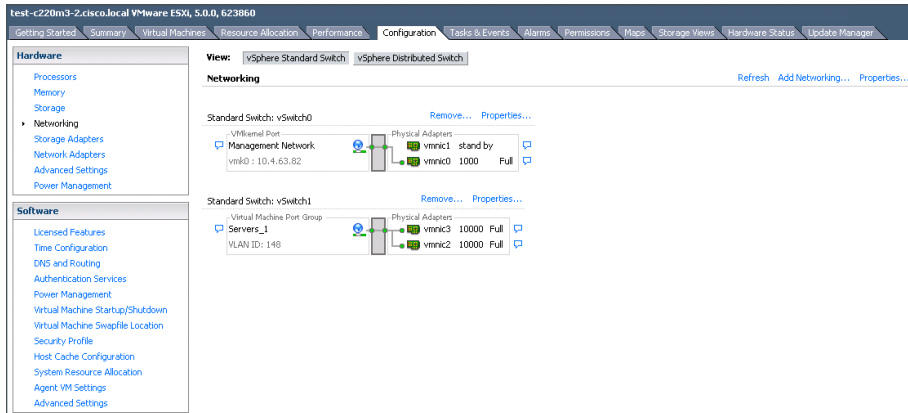 test-c220m3-2.cisco.local VMware ESXi, 5.0.0, 623860
Getting Started Summary Virtual Machines Resource Allocation Performance Configuration Tasks & Events Alarms Permissions Maps Storage Views Hardware Status Update Manager
Hardware
Processors
Memory
Storage
Networking
Storage Adapters
Network Adapters
Advanced Settings
Power Management
Software
Licensed Features
Time Configuration
DNS and Routing
Authentication Services
Power Management
Virtual Machine Startup/Shutdown
Virtual Machine Swapfile Location
Security Profile
Host Cache Configuration
System Resource Allocation
Agent VM Settings
Advanced Settings
View: vSphere Standard Switch vSphere Distributed Switch
Networking Refresh Add Networking... Properties...
Standard Switch: vSwitch0 Remove... Properties...
VMkernel Port Physical Adapters
Management Network vmnic1 stand by
vmk0 : 10.4.63.82 vmnic0 1000 Full
Standard Switch: vSwitch1 Remove... Properties...
Virtual Machine Port Group Physical Adapters
Servers_1 vmnic3 10000 Full
VLAN ID: 148 vmnic2 10000 Full